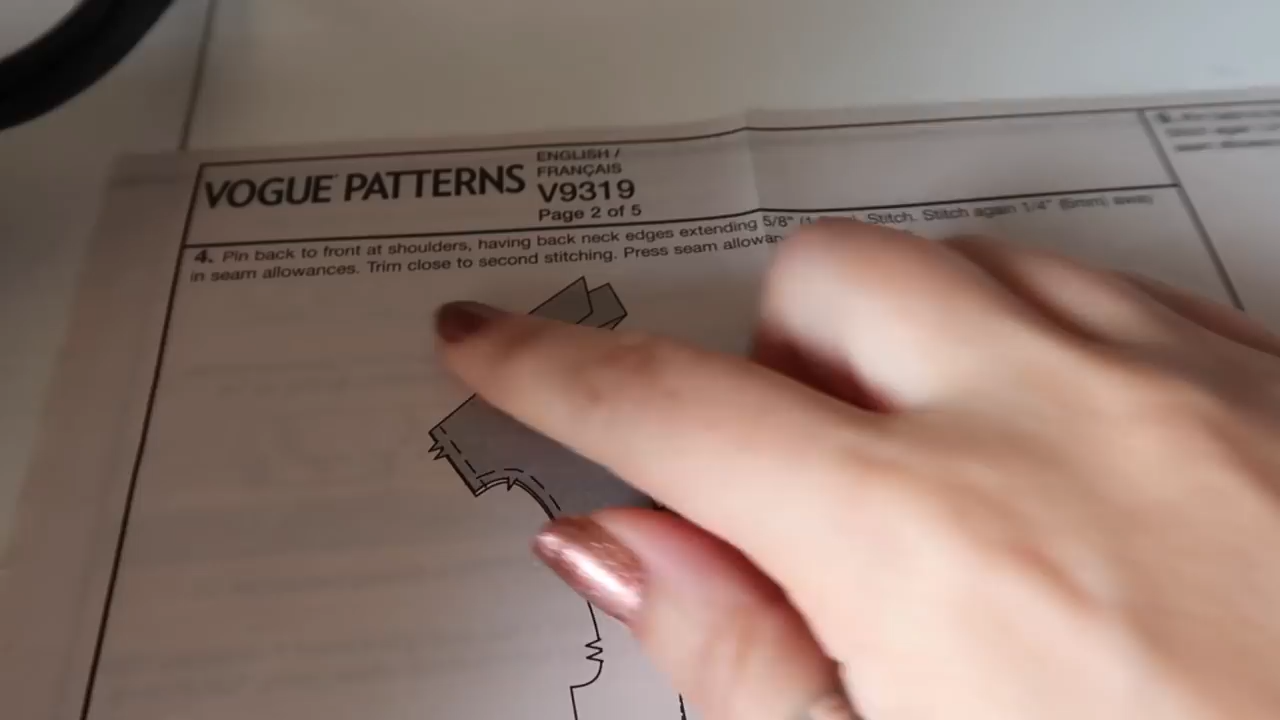 VOGUE PATTERNS
ENGLISH /
FRANÇAIS
V9319
Page 2 of 5
4. Pin back to front at shoulders, having back neck edges extending 5/8" Stitch. Stitch again 1/4" (6mm) away
in seam allowances. Trim close to second stitching. Press seam